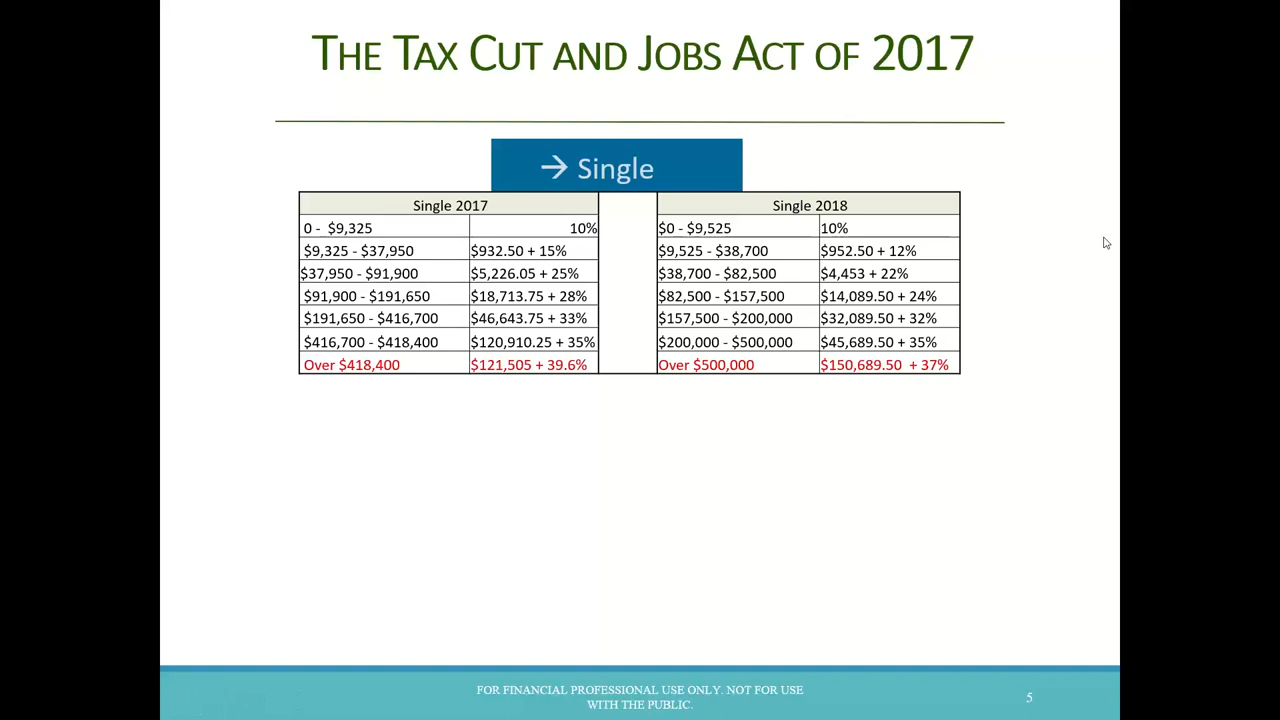 THE TAX CUT AND JOBS ACT OF 2017
→ Single
Single 2017
0 - $9,325 10%
$9,325 - $37,950 $932.50 + 15%
$37,950 - $91,900 $5,226.05 + 25%
$91,900 - $191,650 $18,713.75 + 28%
$191,650 - $416,700 $46,643.75 + 33%
$416,700 - $418,400 $120,910.25 + 35%
Over $418,400 $121,505 + 39.6%
Single 2018
$0 - $9,525 10%
$9,525 - $38,700 $952.50 + 12%
$38,700 - $82,500 $4,453 + 22%
$82,500 - $157,500 $14,089.50 + 24%
$157,500 - $200,000 $32,089.50 + 32%
$200,000 - $500,000 $45,689.50 + 35%
Over $500,000 $150,689.50 + 37%
FOR FINANCIAL PROFESSIONAL USE ONLY. NOT FOR USE
WITH THE PUBLIC.
5